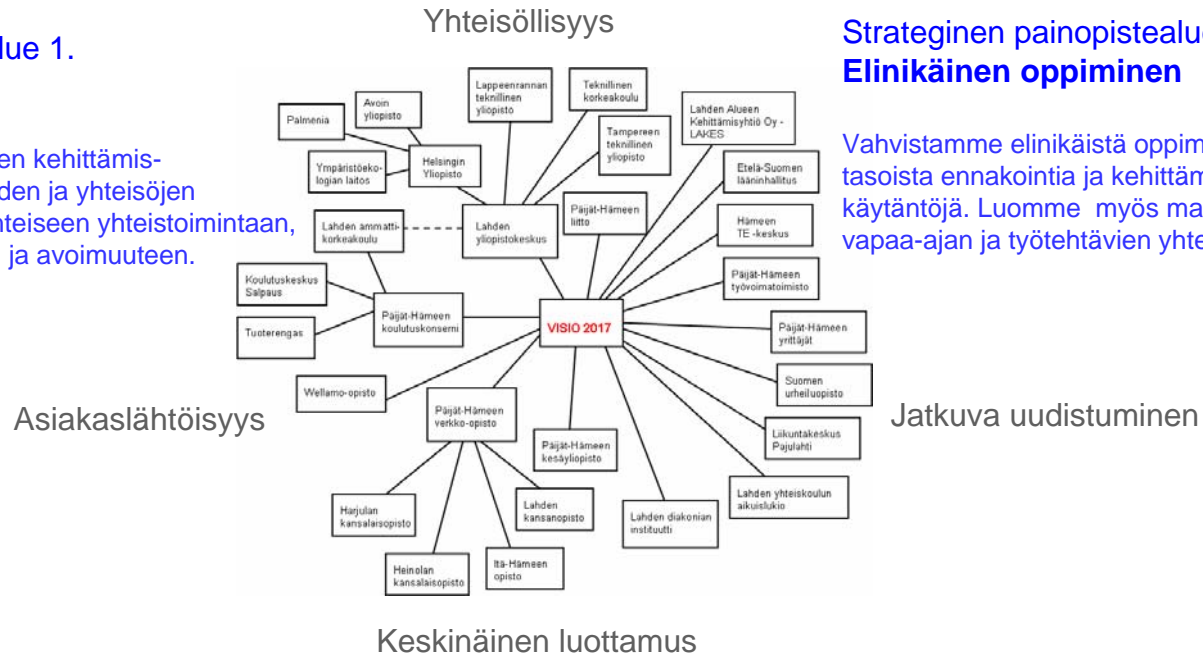 Yhteisöllisyys
lue 1.
Strateginen painopistealu
Elinikäinen oppiminen
en kehittämis-
den ja yhteisöjen
nteiseen yhteistoimintaan,
ja avoimuuteen.
Vahvistamme elinikäistä oppim
tasoista ennakointia ja kehittäm
käytäntöjä. Luomme myös ma
vapaa-ajan ja työtehtävien yhte
Palmenia
Avoin
yliopisto
Lappeenrannan
teknillinen
yliopisto
Teknillinen
korkeakoulu
Lahden Alueen
Kehittämisyhtiö Oy -
LAKES
Ympäristöeko-
logian laitos
Helsingin
Yliopisto
Tampereen
teknillinen
yliopisto
Etelä-Suomen
lääninhallitus
Lahden ammatti-
korkeakoulu
Lahden
yliopistokeskus
Päijät-Hämeen
liitto
Hämeen
TE -keskus
Koulutuskeskus
Salpaus
Päijät-Hämeen
työvoimatoimisto
Tuoterengas
Päijät-Hämeen
koulutuskonserni
VISIO 2017
Päijät-Hämeen
yrittäjät
Wellamo-opisto
Suomen
urheiluopisto
Asiakaslähtöisyys
Päijät-Hämeen
verkko-opisto
Päijät-Hämeen
kesäyliopisto
Liikuntakeskus
Pajulahti
Jatkuva uudistuminen
Harjulan
kansalaisopisto
Lahden
kansanopisto
Lahden diakonian
instituutti
Lahden yhteiskoulun
aikuislukio
Heinolan
kansalaisopisto
Itä-Hämeen
opisto
Keskinäinen luottamus